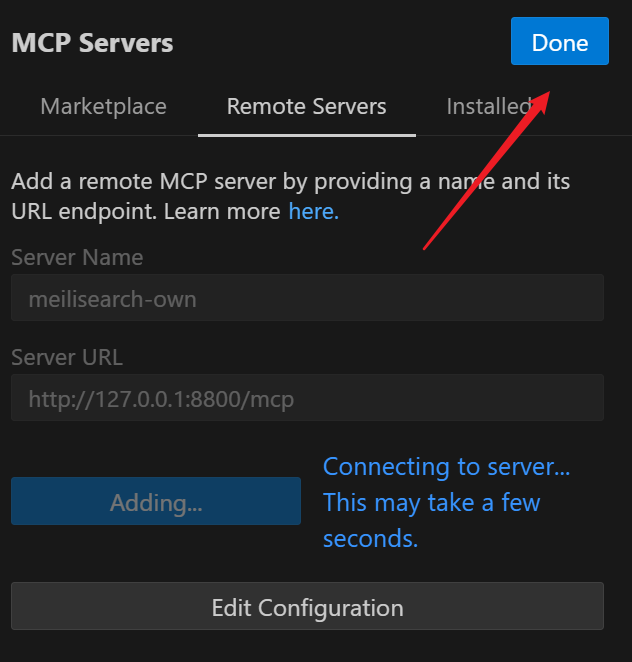 MCP Servers
Done
Marketplace
Remote Servers
Installed
Add a remote MCP server by providing a name and its
URL endpoint. Learn more here.
Server Name
meilisearch-own
Server URL
http://127.0.0.1:8800/mcp
Adding...
Connecting to server...
This may take a few
seconds.
Edit Configuration